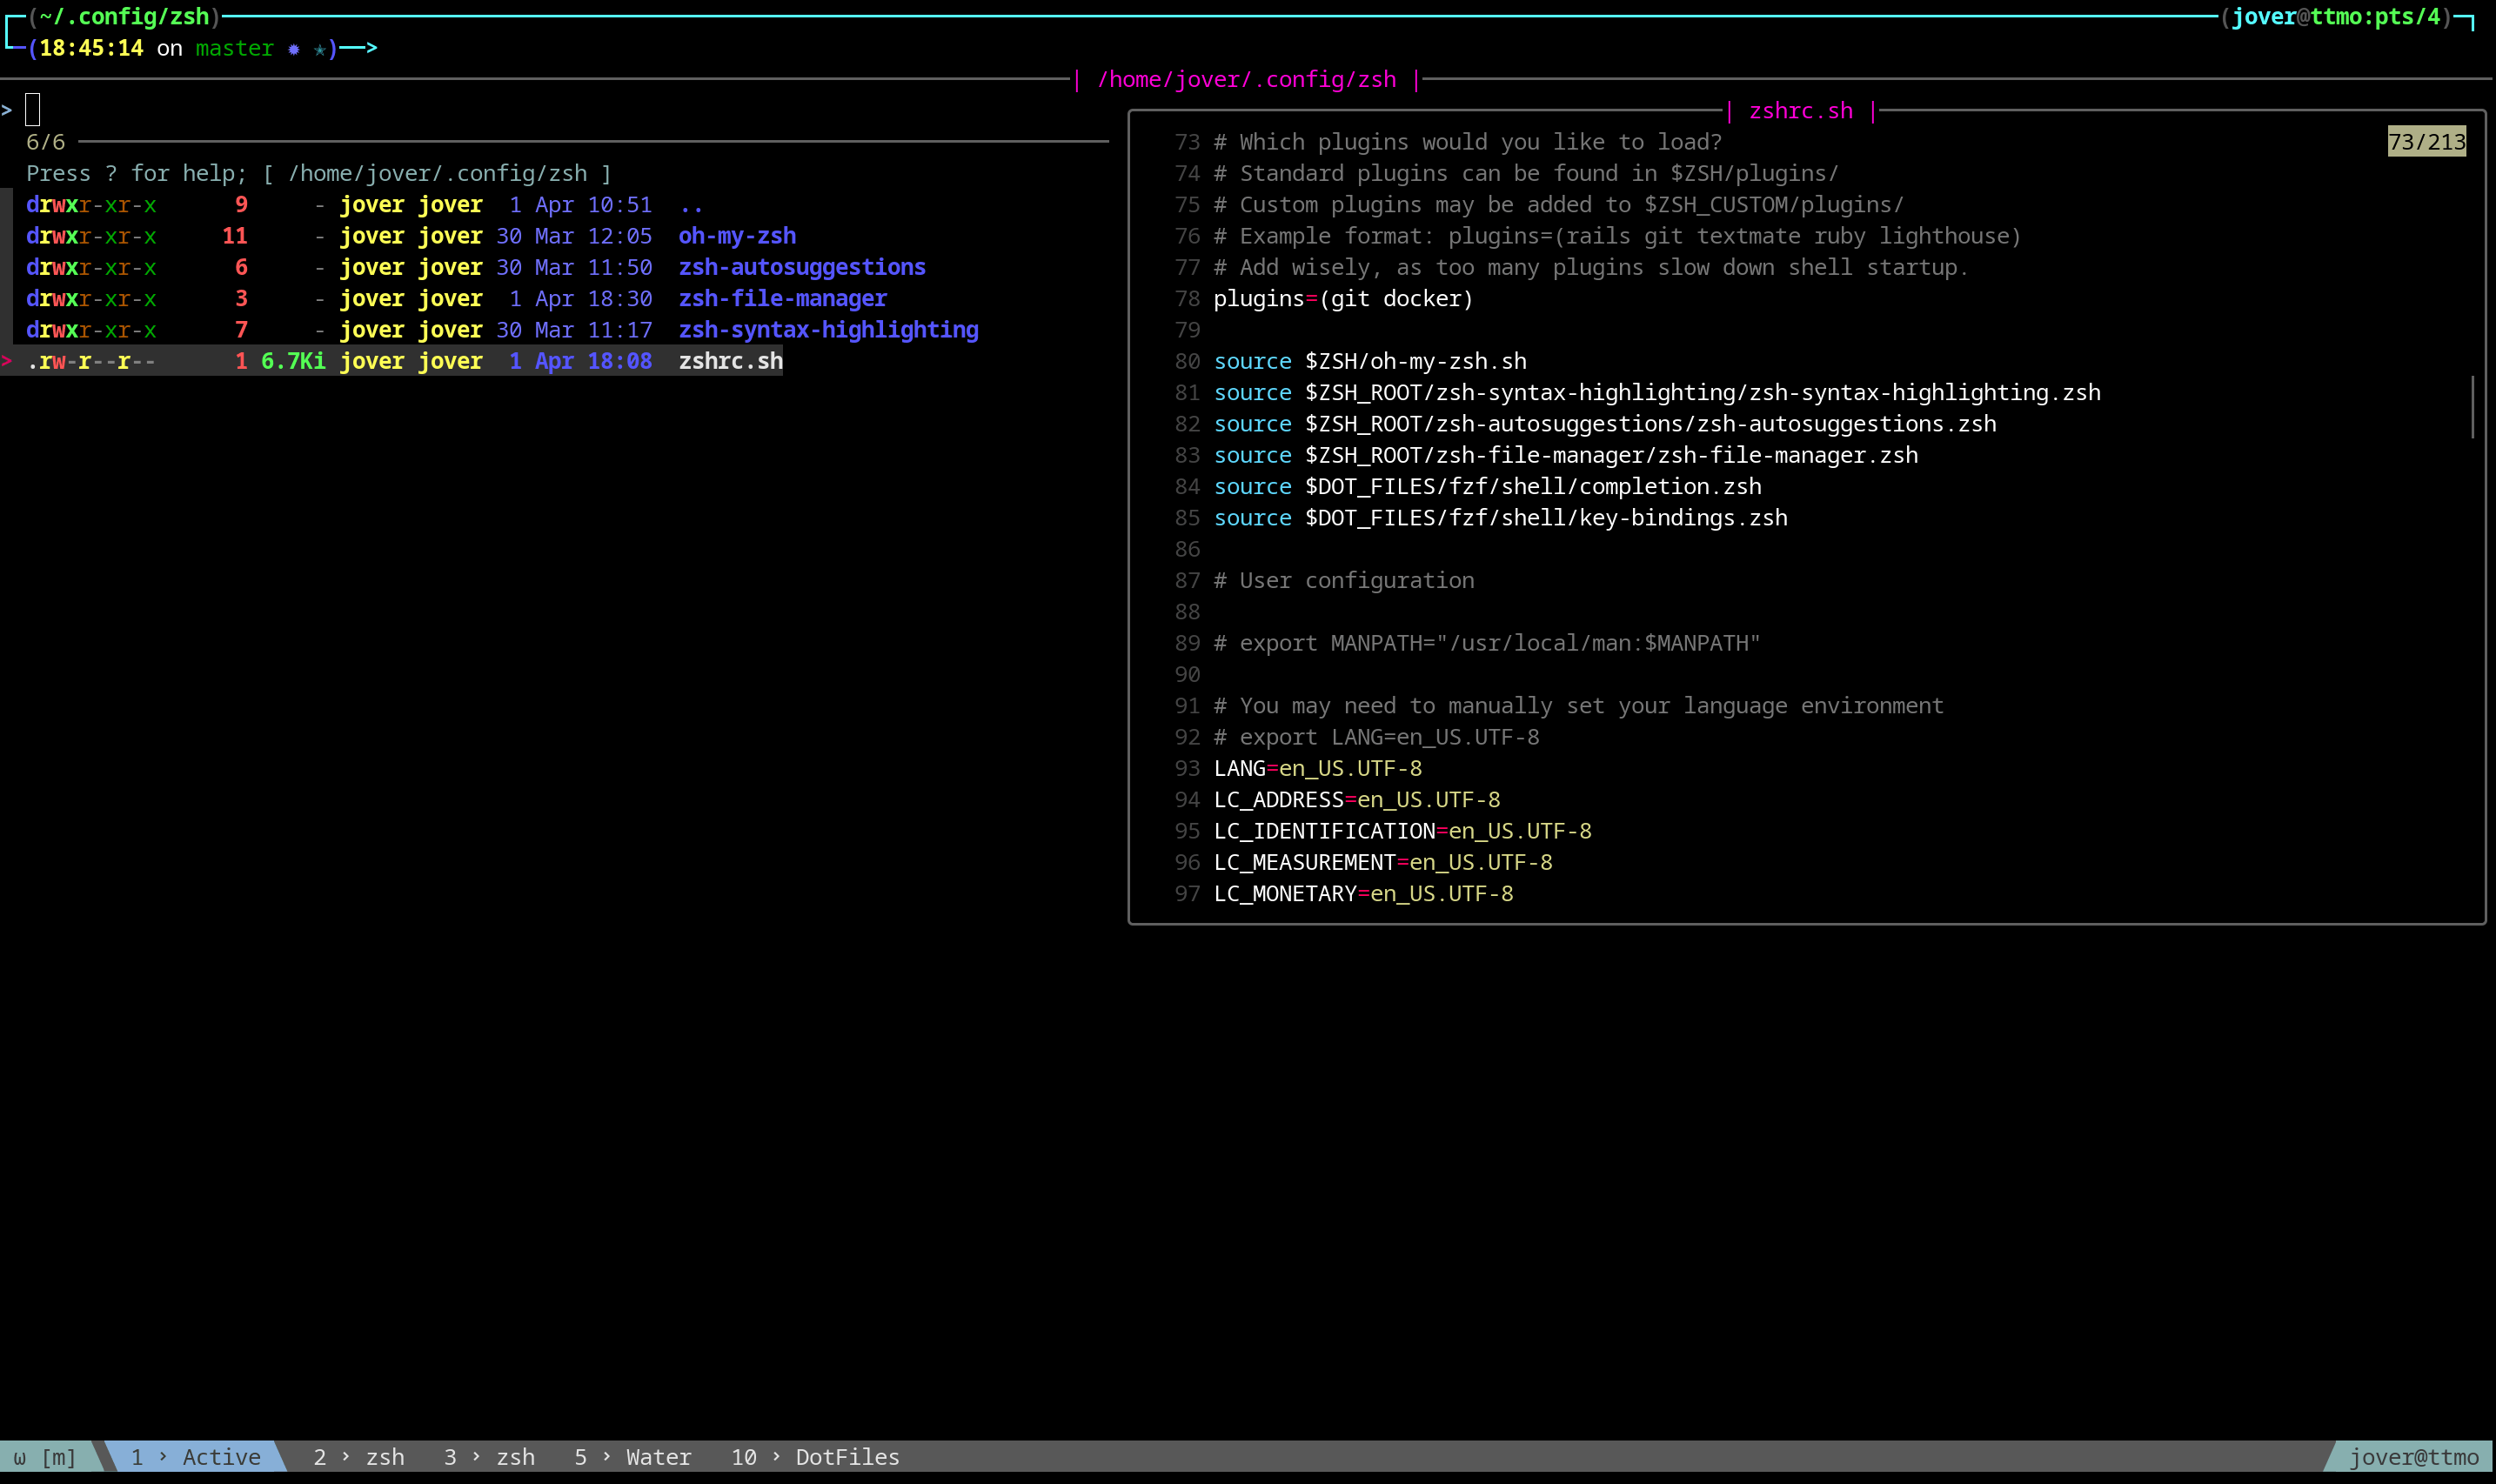 (~/.config/zsh) (jover@ttmo:pts/4)
(18:45:14 on master ✹ ✭)──>
| /home/jover/.config/zsh |
>
6/6
Press ? for help; [ /home/jover/.config/zsh ]
drwxr-xr-x 9 - jover jover 1 Apr 10:51 ..
drwxr-xr-x 11 - jover jover 30 Mar 12:05 oh-my-zsh
drwxr-xr-x 6 - jover jover 30 Mar 11:50 zsh-autosuggestions
drwxr-xr-x 3 - jover jover 1 Apr 18:30 zsh-file-manager
drwxr-xr-x 7 - jover jover 30 Mar 11:17 zsh-syntax-highlighting
> .rw-r--r-- 1 6.7Ki jover jover 1 Apr 18:08 zshrc.sh
| zshrc.sh |
73 # Which plugins would you like to load? 73/213
74 # Standard plugins can be found in $ZSH/plugins/
75 # Custom plugins may be added to $ZSH_CUSTOM/plugins/
76 # Example format: plugins=(rails git textmate ruby lighthouse)
77 # Add wisely, as too many plugins slow down shell startup.
78 plugins=(git docker)
79
80 source $ZSH/oh-my-zsh.sh
81 source $ZSH_ROOT/zsh-syntax-highlighting/zsh-syntax-highlighting.zsh
82 source $ZSH_ROOT/zsh-autosuggestions/zsh-autosuggestions.zsh
83 source $ZSH_ROOT/zsh-file-manager/zsh-file-manager.zsh
84 source $DOT_FILES/fzf/shell/completion.zsh
85 source $DOT_FILES/fzf/shell/key-bindings.zsh
86
87 # User configuration
88
89 # export MANPATH="/usr/local/man:$MANPATH"
90
91 # You may need to manually set your language environment
92 # export LANG=en_US.UTF-8
93 LANG=en_US.UTF-8
94 LC_ADDRESS=en_US.UTF-8
95 LC_IDENTIFICATION=en_US.UTF-8
96 LC_MEASUREMENT=en_US.UTF-8
97 LC_MONETARY=en_US.UTF-8
ω [m] 1 › Active 2 › zsh 3 › zsh 5 › Water 10 › DotFiles jover@ttmo